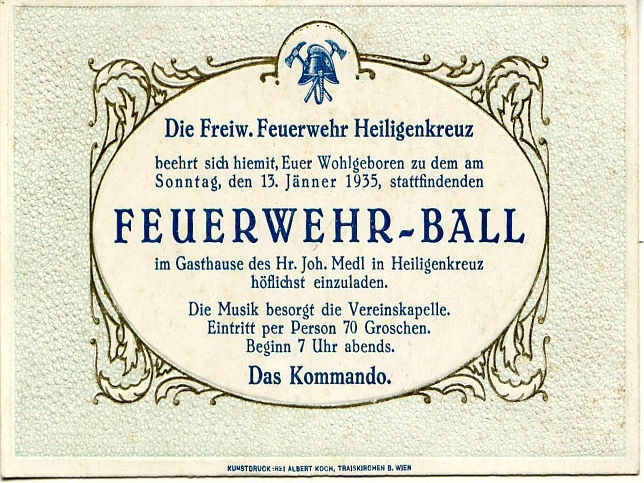 Die Freiw. Feuerwehr Heiligenkreuz
beehrt sich hiemit, Euer Wohlgeboren zu dem am
Sonntag, den 13. Jänner 1935, stattfindenden
FEUERWEHR-BALL
im Gasthause des Hr. Joh. Medl in Heiligenkreuz
höflichst einzuladen.
Die Musik besorgt die Vereinskapelle.
Eintritt per Person 70 Groschen.
Beginn 7 Uhr abends.
Das Kommando.
KUNSTDRUCKEREI ALBERT KOCH, TRAISKIRCHEN B. WIEN